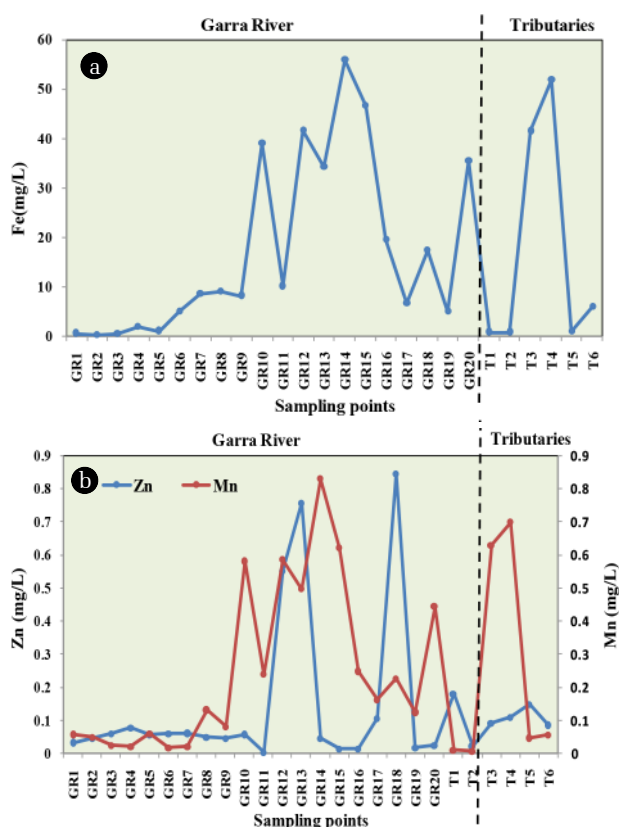 Garra River Tributaries
a
60
50
40
30
20
10
0
Fe(mg/L)
GR1 GR2 GR3 GR4 GR5 GR6 GR7 GR8 GR9 GR10 GR11 GR12 GR13 GR14 GR15 GR16 GR17 GR18 GR19 GR20 T1 T2 T3 T4 T5 T6
Sampling points
Garra River Tributaries
b
Zn Mn
0.9 0.9
0.8 0.8
0.7 0.7
0.6 0.6
0.5 0.5
0.4 0.4
0.3 0.3
0.2 0.2
0.1 0.1
0 0
Zn (mg/L)
Mn (mg/L)
GR1 GR2 GR3 GR4 GR5 GR6 GR7 GR8 GR9 GR10 GR11 GR12 GR13 GR14 GR15 GR16 GR17 GR18 GR19 GR20 T1 T2 T3 T4 T5 T6
Sampling points